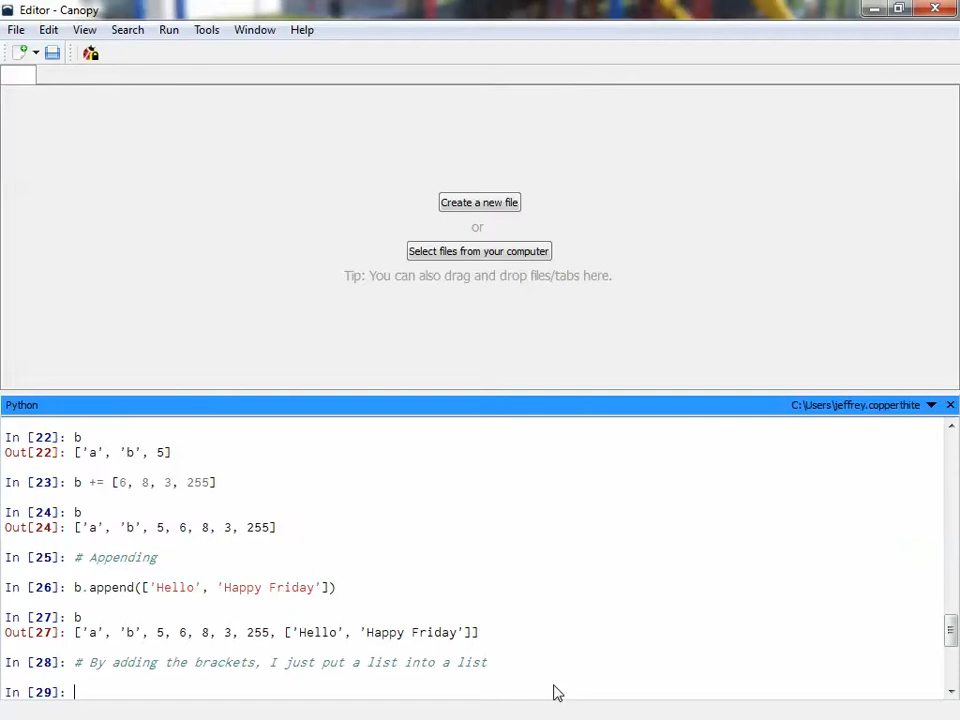 Editor - Canopy
File Edit View Search Run Tools Window Help
Create a new file
or
Select files from your computer
Tip: You can also drag and drop files/tabs here.
Python C:\Users\jeffrey.copperthite
In [22]: b
Out[22]: ['a', 'b', 5]
In [23]: b += [6, 8, 3, 255]
In [24]: b
Out[24]: ['a', 'b', 5, 6, 8, 3, 255]
In [25]: # Appending
In [26]: b.append(['Hello', 'Happy Friday'])
In [27]: b
Out[27]: ['a', 'b', 5, 6, 8, 3, 255, ['Hello', 'Happy Friday']]
In [28]: # By adding the brackets, I just put a list into a list
In [29]: